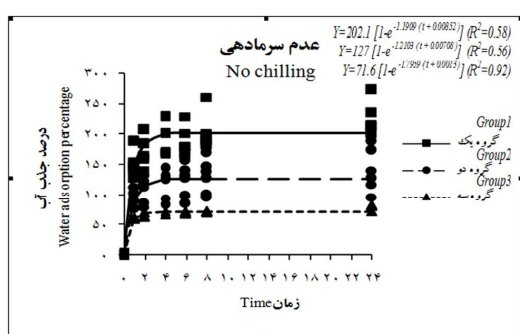 Y=202.1 [1-e^-1.1909 (t + 0.00852)] (R²=0.58)
Y=127 [1-e^-1.2103 (t + 0.00708)] (R²=0.56)
Y=71.6 [1-e^-1.7959 (t + 0.0015)] (R²=0.92)
عدم سرمادهی
No chilling
درصد جذب آب
Water adsorption percentage
۳۰۰
۲۵۰
۲۰۰
۱۵۰
۱۰۰
۵۰
۰
۰ ۲ ۴ ۶ ۸ ۱۰ ۱۲ ۱۴ ۱۶ ۱۸ ۲۰ ۲۲ ۲۴
زمان Time
Group1
گروه یک
Group2
گروه دو
Group3
گروه سه